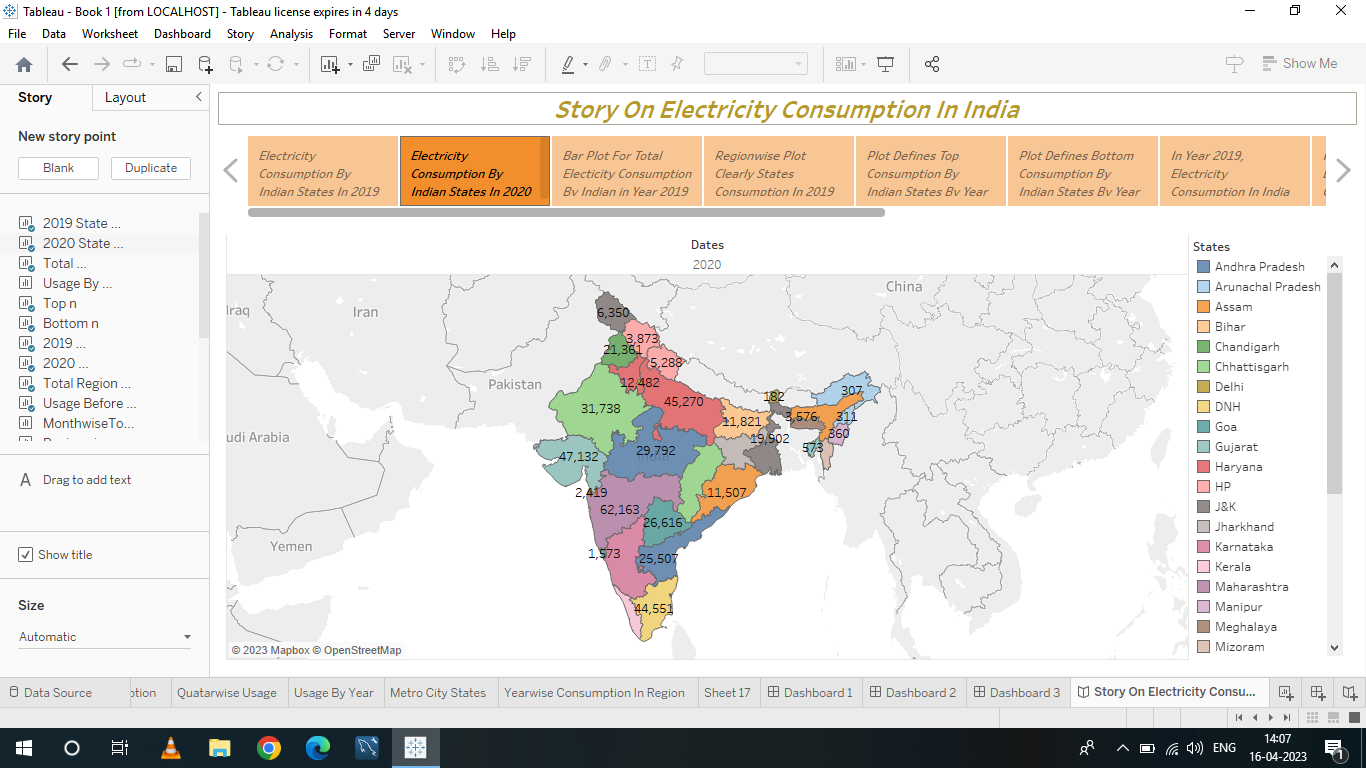 Tableau - Book 1 [from LOCALHOST] - Tableau license expires in 4 days
File Data Worksheet Dashboard Story Analysis Format Server Window Help
Show Me
Story Layout
New story point
Blank Duplicate
2019 State ...
2020 State ...
Total ...
Usage By ...
Top n
Bottom n
2019 ...
2020 ...
Total Region ...
Usage Before ...
MonthwiseTo...
A Drag to add text
Show title
Size
Automatic
Story On Electricity Consumption In India
Electricity
Consumption By
Indian States In 2019
Electricity
Consumption By
Indian States In 2020
Bar Plot For Total
Electicity Consumption
By Indian in Year 2019
Regionwise Plot
Clearly States
Consumption In 2019
Plot Defines Top
Consumption By
Indian States By Year
Plot Defines Bottom
Consumption By
Indian States By Year
In Year 2019,
Electricity
Consumption In India
Dates
2020
China
Iraq
Iran
6,350
3,873
21,361
5,288
Pakistan
12,482
182
307
45,270
31,738
3,576
311
11,821
360
19,902
udi Arabia
29,792
573
47,132
2,419
11,507
62,163
26,616
Yemen
1,573
25,507
44,551
© 2023 Mapbox © OpenStreetMap
States
Andhra Pradesh
Arunachal Pradesh
Assam
Bihar
Chandigarh
Chhattisgarh
Delhi
DNH
Goa
Gujarat
Haryana
HP
J&K
Jharkhand
Karnataka
Kerala
Maharashtra
Manipur
Meghalaya
Mizoram
Data Source ption Quatarwise Usage Usage By Year Metro City States Yearwise Consumption In Region Sheet 17 Dashboard 1 Dashboard 2 Dashboard 3 Story On Electricity Consu...
ENG
14:07
16-04-2023
1